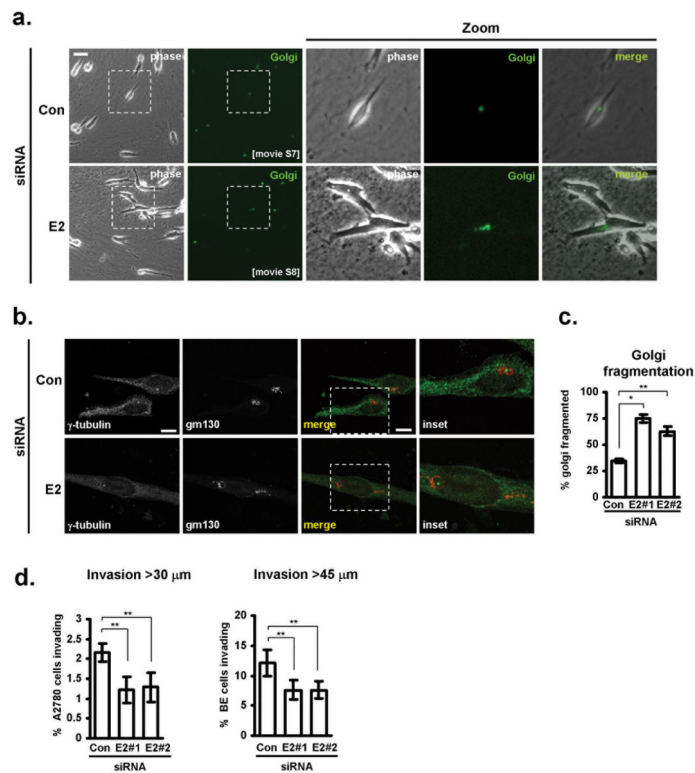 a.
Zoom
siRNA
Con
phase
Golgi
[movie S7]
phase
Golgi
merge
E2
phase
Golgi
[movie S8]
phase
Golgi
merge
b.
siRNA
Con
γ-tubulin
gm130
merge
inset
E2
γ-tubulin
gm130
merge
inset
c.
Golgi
fragmentation
% golgi fragmented
100
75
50
25
0
**
*
Con E2#1 E2#2
siRNA
d.
Invasion >30 μm
% A2780 cells invading
3
2.5
2
1.5
1
0.5
0
**
**
Con E2#1 E2#2
siRNA
Invasion >45 μm
% BE cells invading
20
15
10
5
0
**
**
Con E2#1 E2#2
siRNA